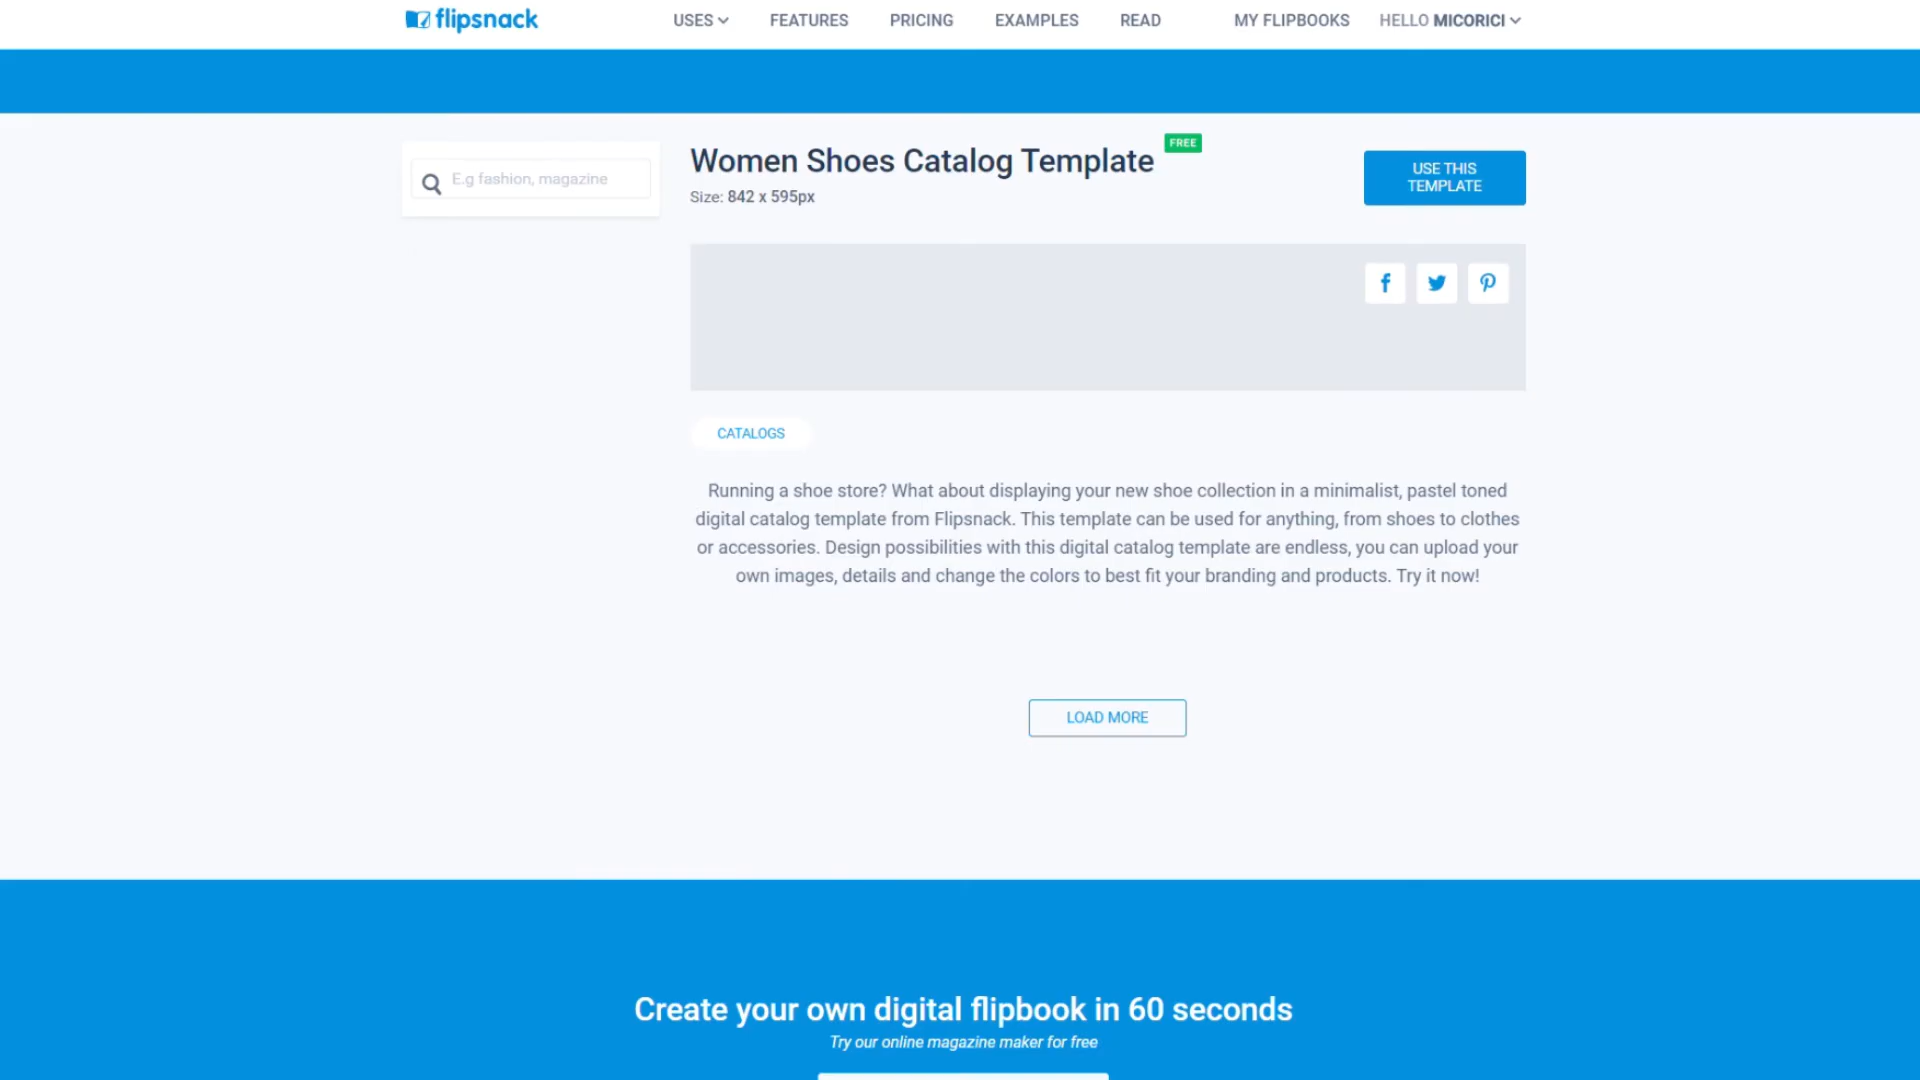 flipsnack
USES
FEATURES
PRICING
EXAMPLES
READ
MY FLIPBOOKS
HELLO MICORICI
E.g fashion, magazine
Women Shoes Catalog Template
FREE
Size: 842 x 595px
USE THIS
TEMPLATE
CATALOGS
Running a shoe store? What about displaying your new shoe collection in a minimalist, pastel toned
digital catalog template from Flipsnack. This template can be used for anything, from shoes to clothes
or accessories. Design possibilities with this digital catalog template are endless, you can upload your
own images, details and change the colors to best fit your branding and products. Try it now!
LOAD MORE
Create your own digital flipbook in 60 seconds
Try our online magazine maker for free